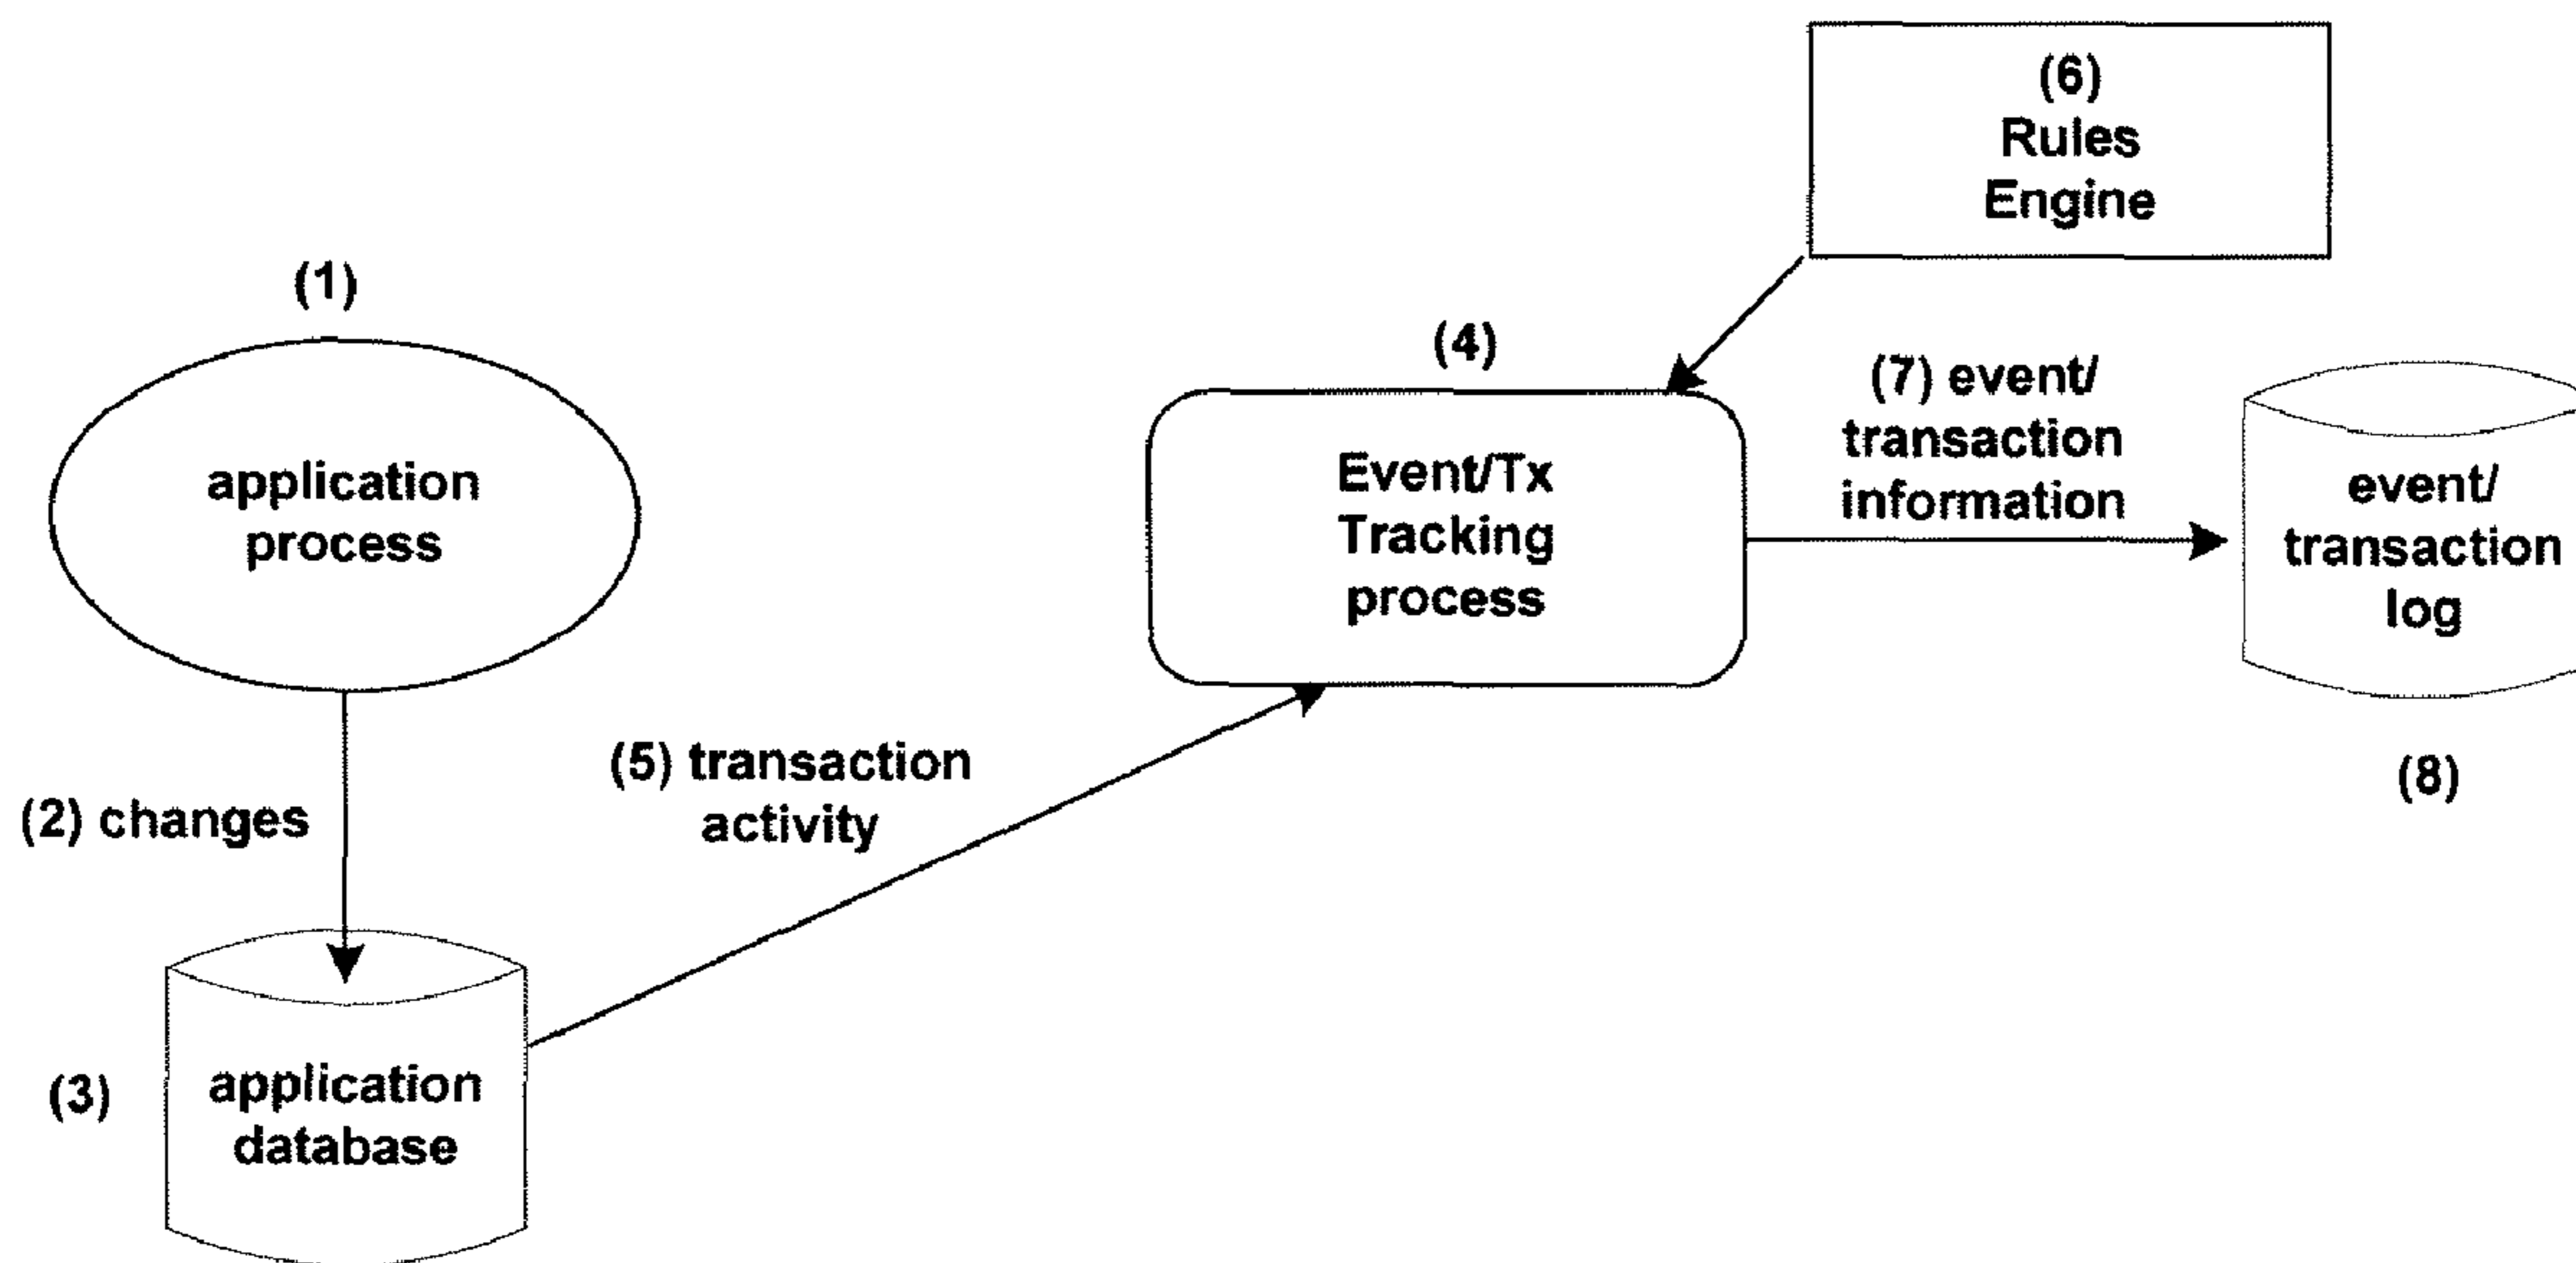 (6)
Rules
Engine
(1)
(4)
application
process
Event/Tx
Tracking
process
(7) event/
transaction
information
event/
transaction
log
(8)
(2) changes
(5) transaction
activity
(3)
application
database